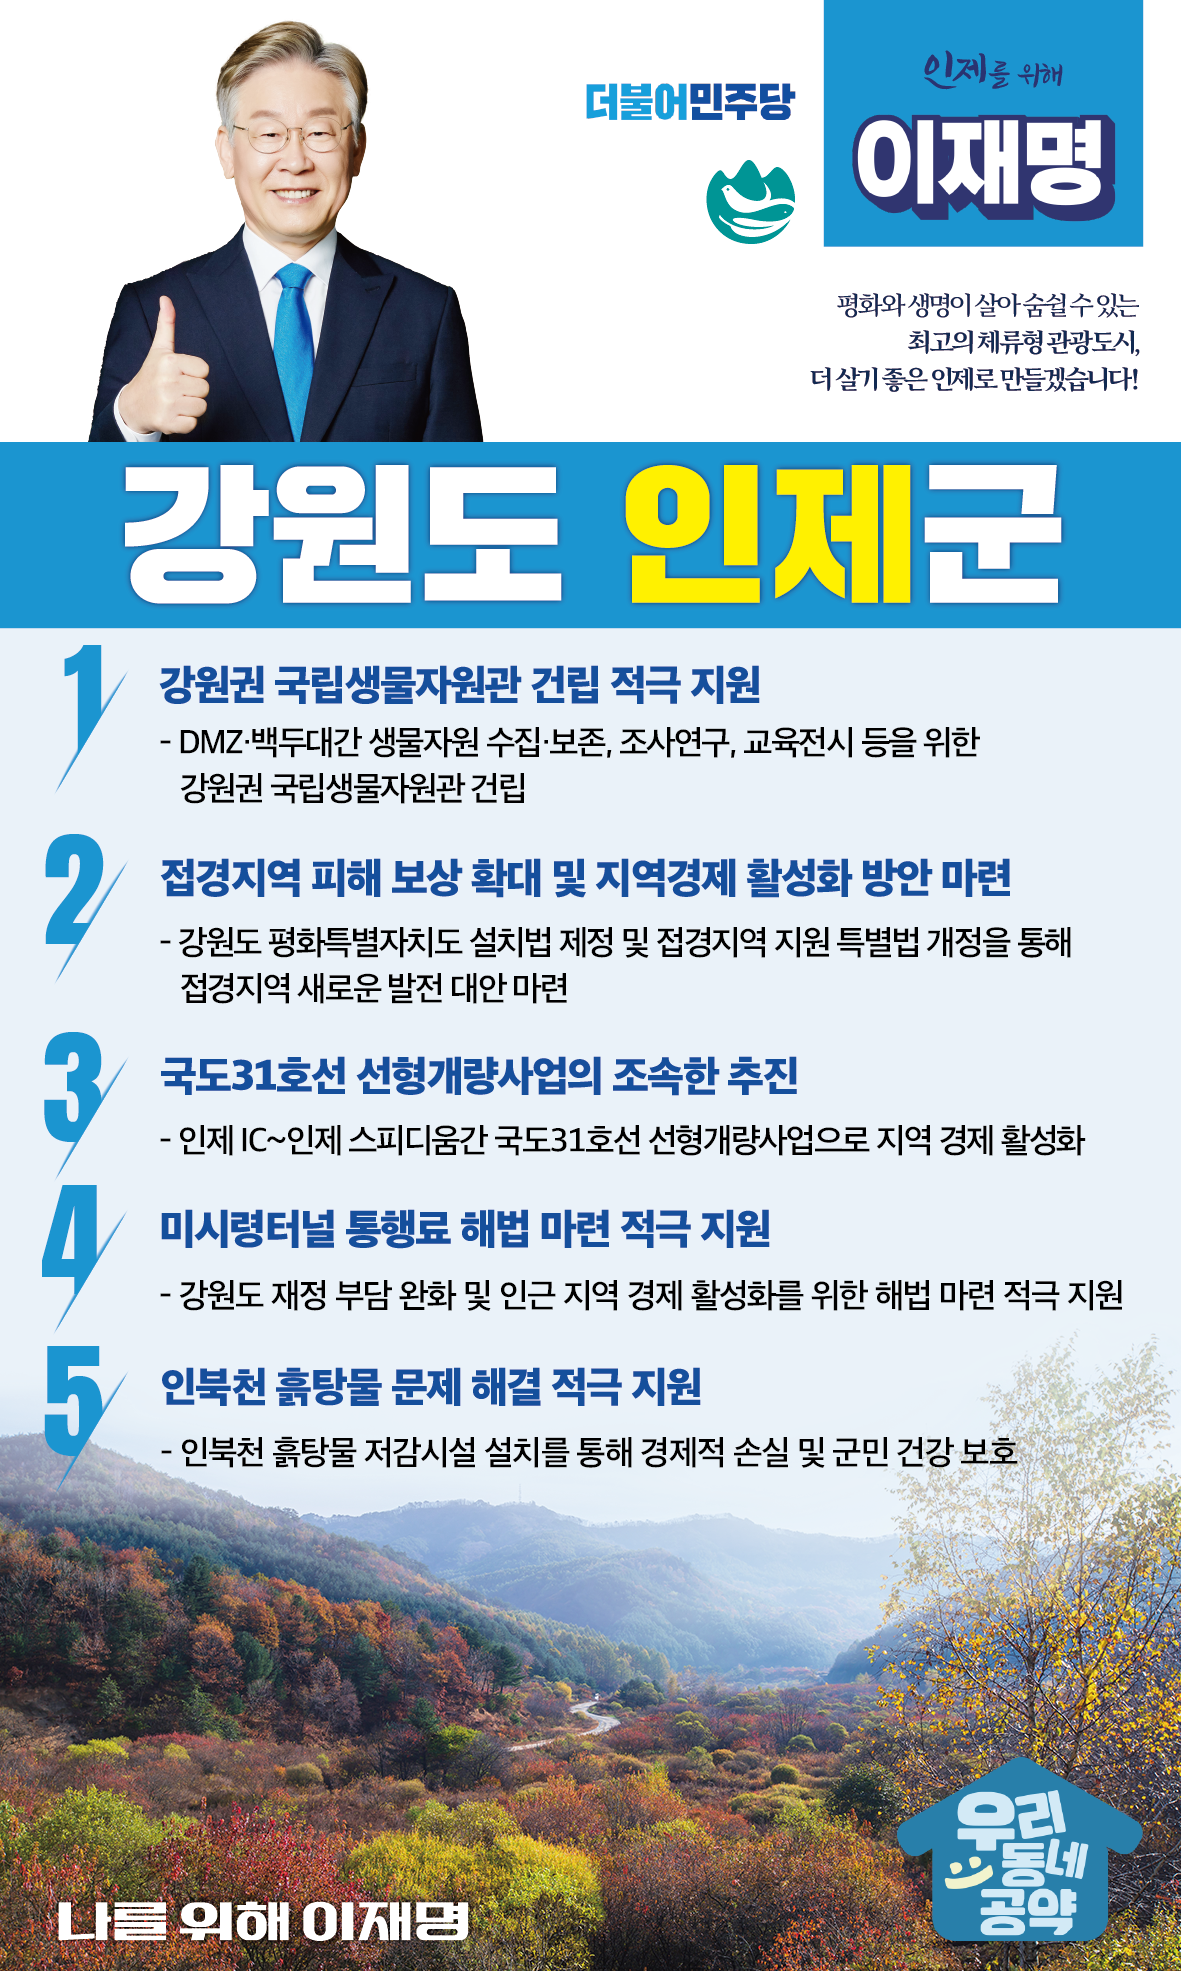 더불어민주당
인제를 위해
이재명
평화와 생명이 살아 숨쉴 수 있는
최고의 체류형 관광도시,
더 살기 좋은 인제로 만들겠습니다!
강원도 인제군
1 강원권 국립생물자원관 건립 적극 지원
- DMZ·백두대간 생물자원 수집·보존, 조사연구, 교육전시 등을 위한
강원권 국립생물자원관 건립
2 접경지역 피해 보상 확대 및 지역경제 활성화 방안 마련
- 강원도 평화특별자치도 설치법 제정 및 접경지역 지원 특별법 개정을 통해
접경지역 새로운 발전 대안 마련
3 국도31호선 선형개량사업의 조속한 추진
- 인제 IC~인제 스피디움간 국도31호선 선형개량사업으로 지역 경제 활성화
4 미시령터널 통행료 해법 마련 적극 지원
- 강원도 재정 부담 완화 및 인근 지역 경제 활성화를 위한 해법 마련 적극 지원
5 인북천 흙탕물 문제 해결 적극 지원
- 인북천 흙탕물 저감시설 설치를 통해 경제적 손실 및 군민 건강 보호
우리
동네
공약
나를 위해 이재명